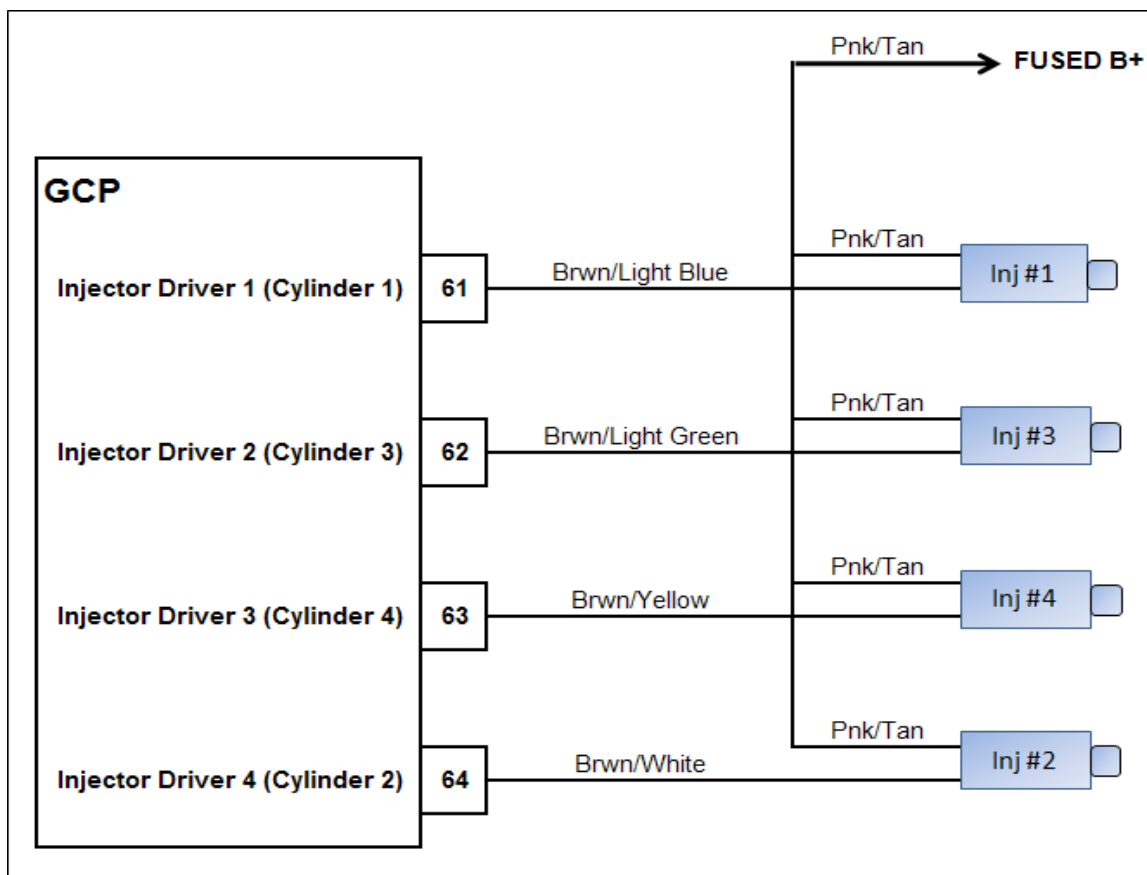 Pnk/Tan
FUSED B+
GCP
Pnk/Tan
Injector Driver 1 (Cylinder 1)
61
Brwn/Light Blue
Inj #1
Pnk/Tan
Injector Driver 2 (Cylinder 3)
62
Brwn/Light Green
Inj #3
Pnk/Tan
Injector Driver 3 (Cylinder 4)
63
Brwn/Yellow
Inj #4
Pnk/Tan
Injector Driver 4 (Cylinder 2)
64
Brwn/White
Inj #2